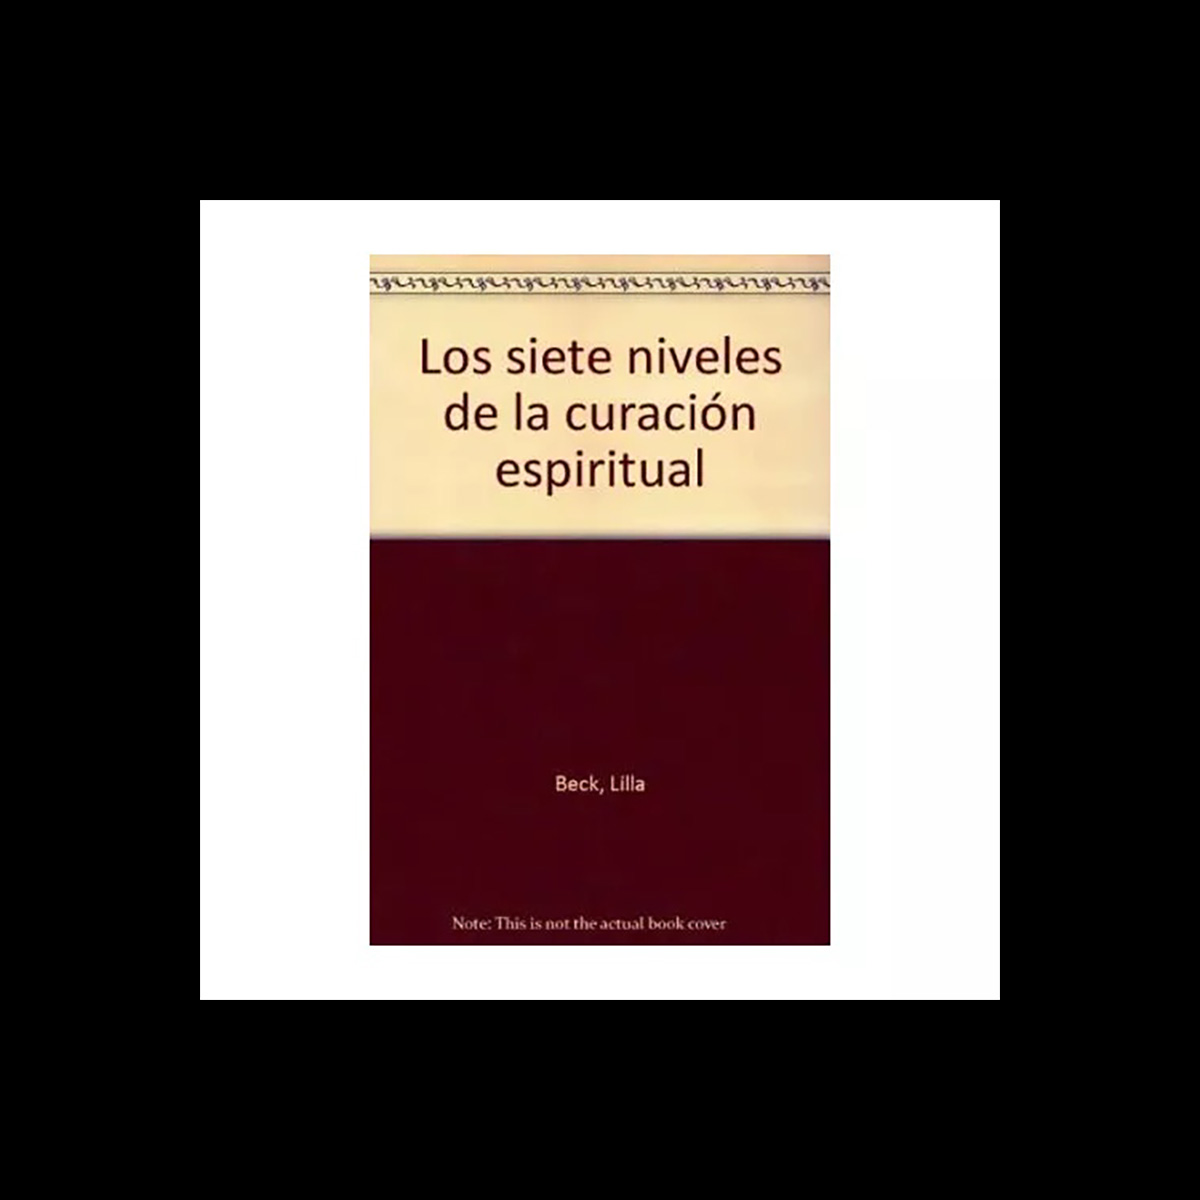 Los siete niveles
de la curación
espiritual
Beck, Lilla
Note: This is not the actual book cover